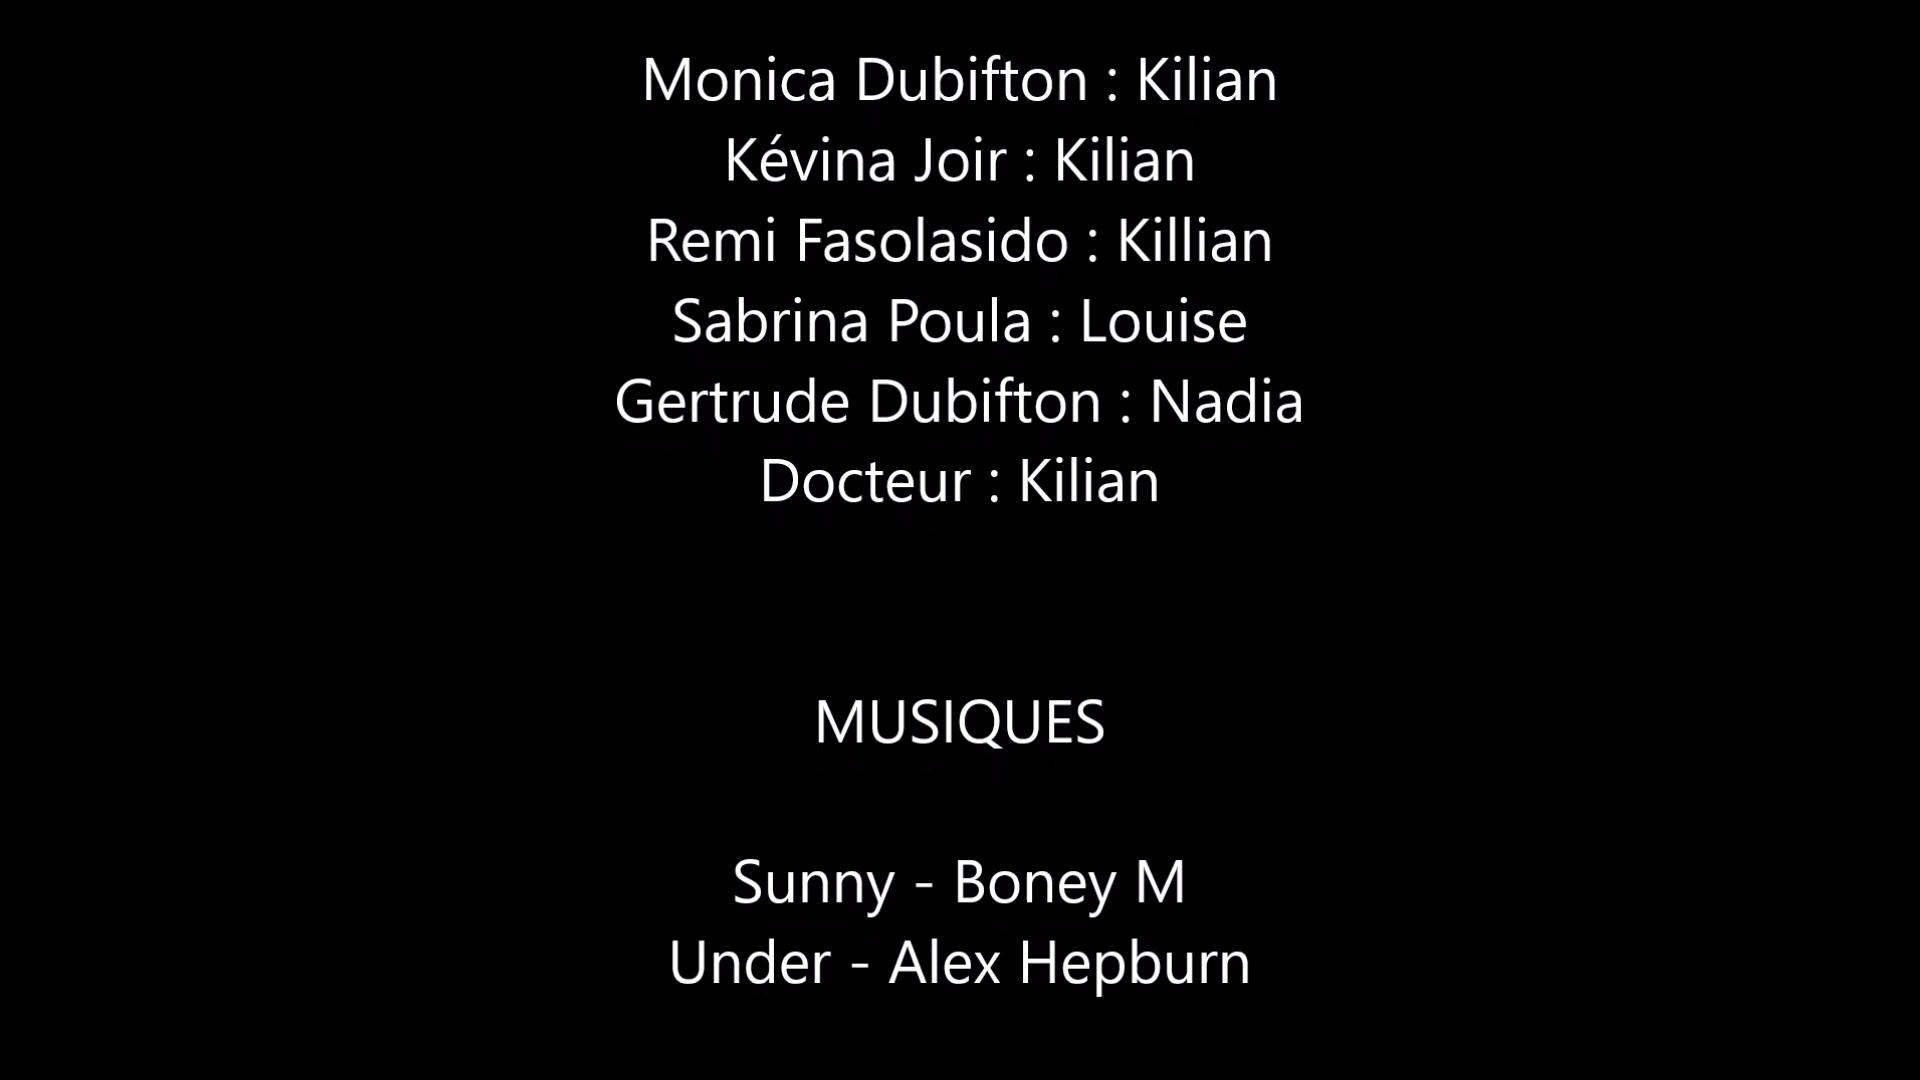 Monica Dubifton : Kilian
Kévina Joir : Kilian
Remi Fasolasido : Killian
Sabrina Poula : Louise
Gertrude Dubifton : Nadia
Docteur : Kilian
MUSIQUES
Sunny - Boney M
Under - Alex Hepburn